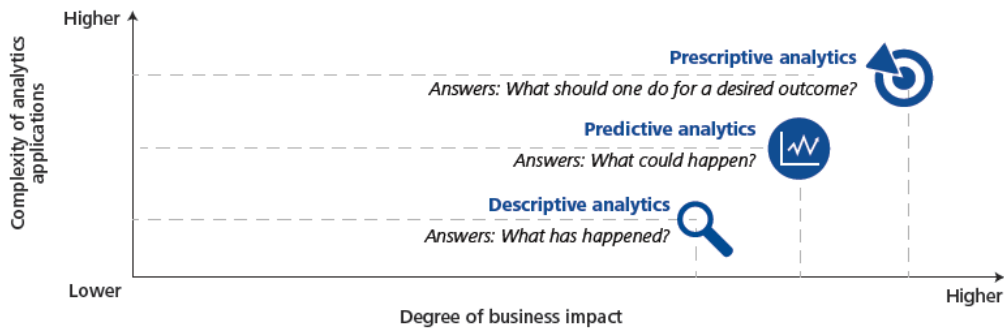 Higher
Complexity of analytics
applications
Prescriptive analytics
Answers: What should one do for a desired outcome?
Predictive analytics
Answers: What could happen?
Descriptive analytics
Answers: What has happened?
Lower
Higher
Degree of business impact